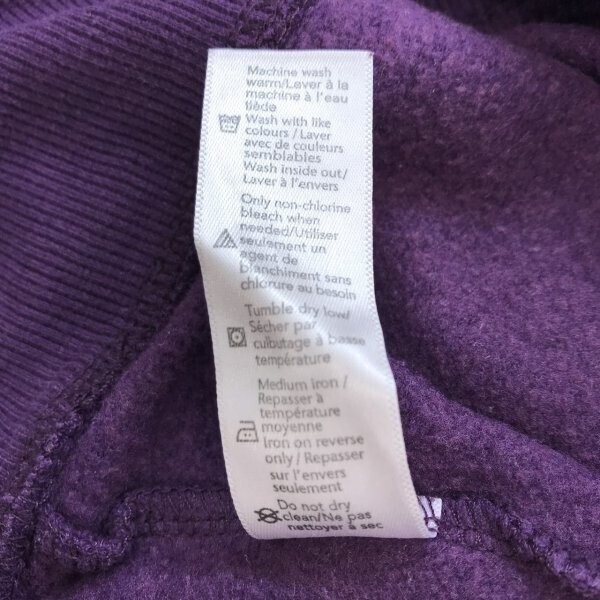 Machine wash
warm/Laver à la
machine à l'eau
tiède
Wash with like
colours / Laver
avec de couleurs
semblables
Wash inside out/
Laver à l'envers
Only non-chlorine
bleach when
needed/Utiliser
seulement un
agent de
blanchiment sans
chlorure au besoin
Tumble dry low/
Sécher par
culbutage à basse
température
Medium iron /
Repasser à
température
moyenne
Iron on reverse
only / Repasser
sur l'envers
seulement
Do not dry
clean/Ne pas
nettoyer à sec